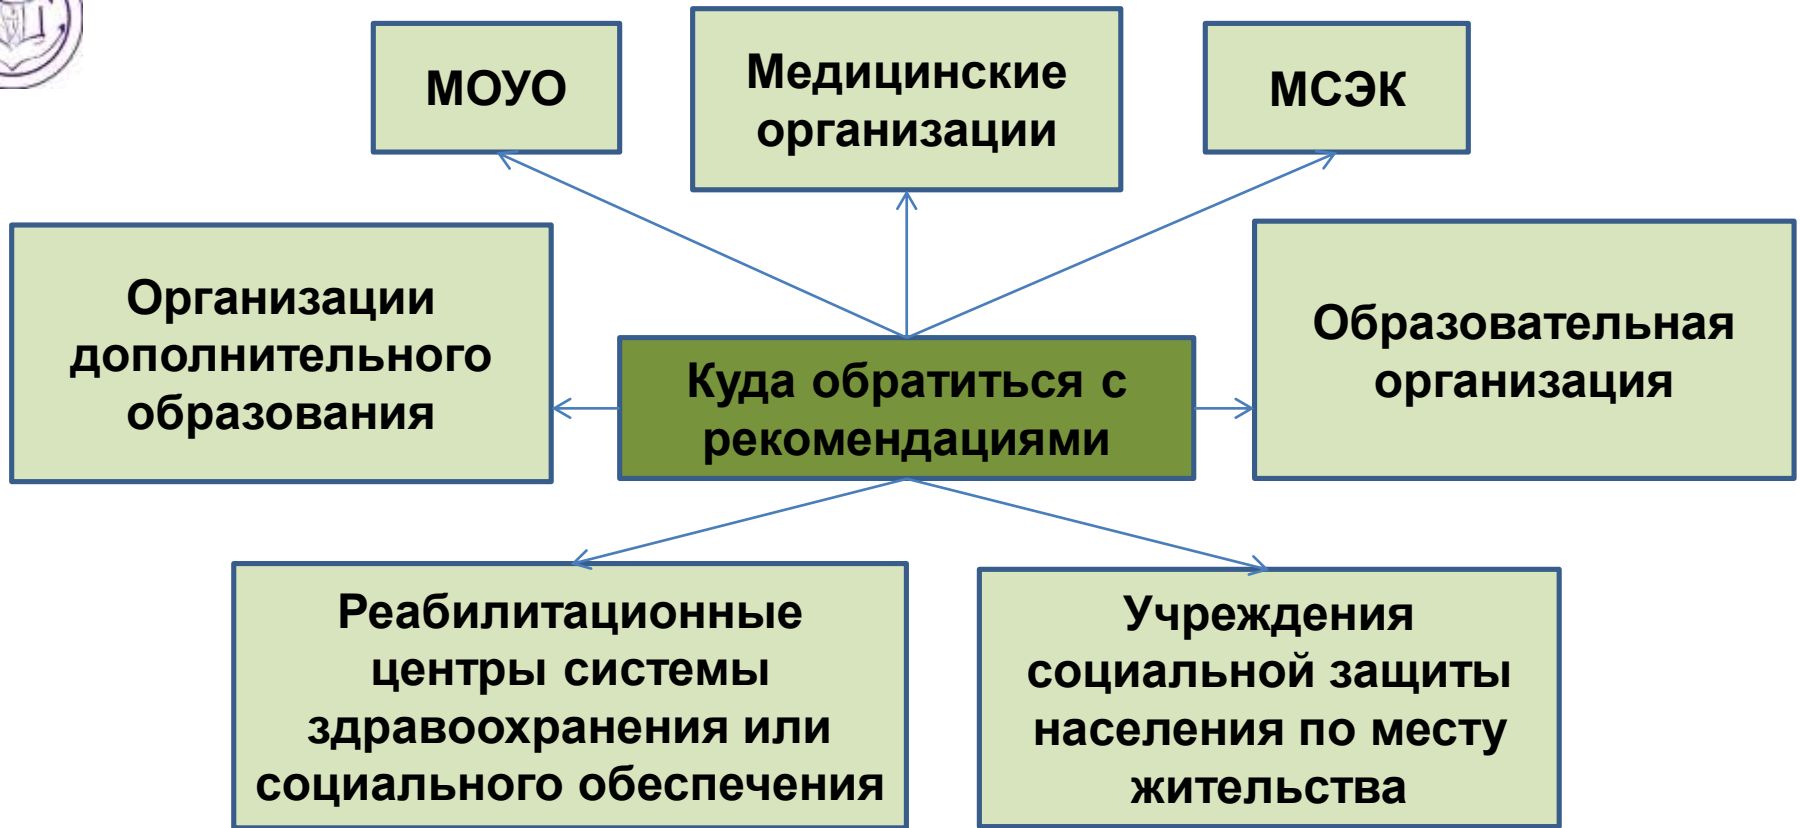 МОУО
Медицинские
организации
МСЭК
Организации
дополнительного
образования
Куда обратиться с
рекомендациями
Образовательная
организация
Реабилитационные
центры системы
здравоохранения или
социального обеспечения
Учреждения
социальной защиты
населения по месту
жительства